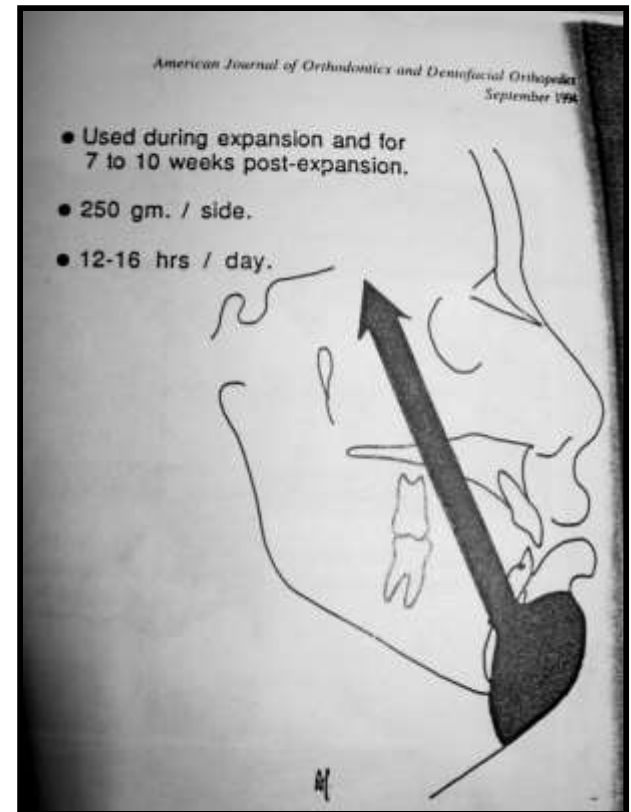 American Journal of Orthodontics and Dentofacial Orthopedics
September 1994
● Used during expansion and for
7 to 10 weeks post-expansion.
● 250 gm. / side.
● 12-16 hrs / day.